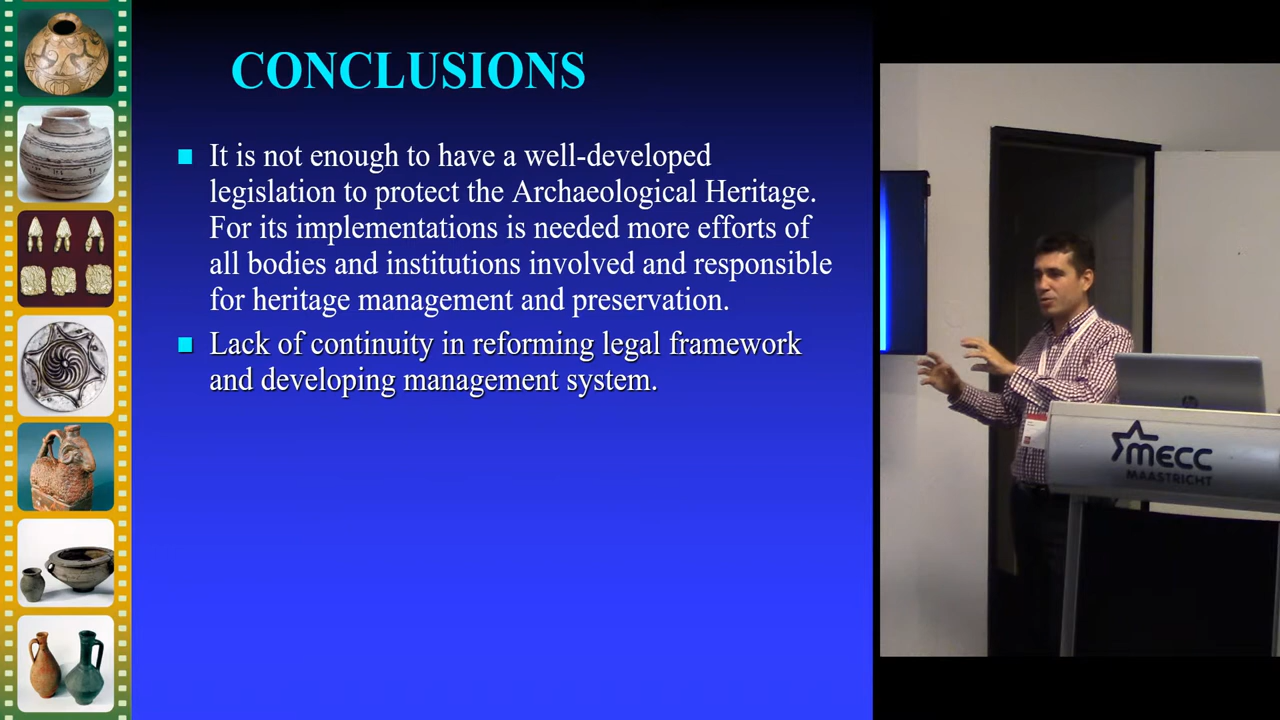 CONCLUSIONS
It is not enough to have a well-developed
legislation to protect the Archaeological Heritage.
For its implementations is needed more efforts of
all bodies and institutions involved and responsible
for heritage management and preservation.
Lack of continuity in reforming legal framework
and developing management system.
mECC
MAASTRICHT
hp